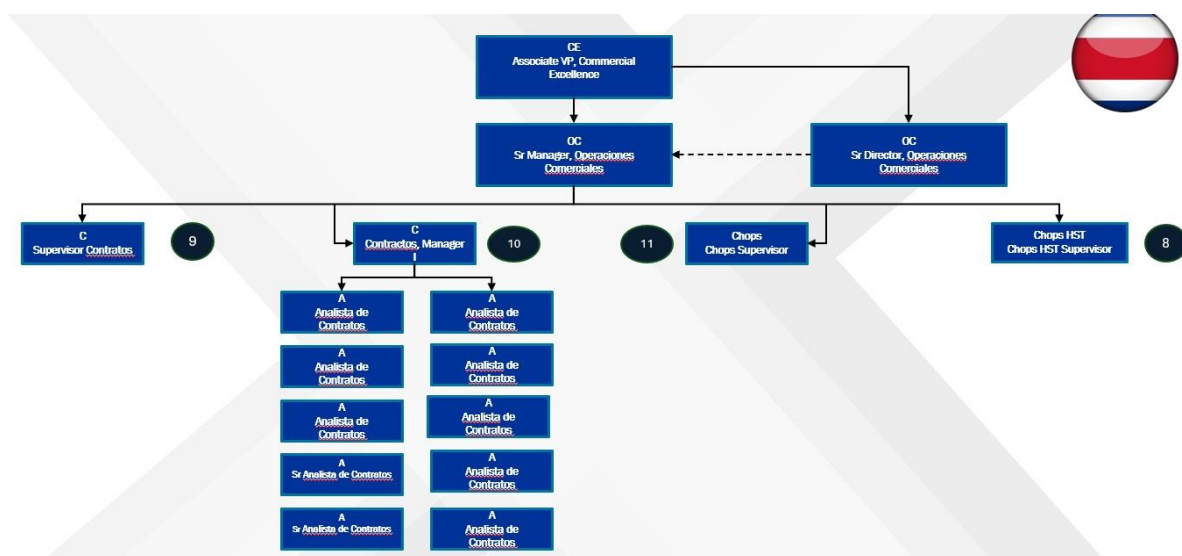 CE
Associate VP, Commercial
Excellence
OC
Sr Manager, Operaciones
Comerciales
OC
Sr Director, Operaciones
Comerciales
C
Supervisor Contratos
9
C
Contractos, Manager
10
11
Chops
Chops Supervisor
Chops HST
Chops HST Supervisor
8
A
Analista de
Contratos
A
Analista de
Contratos
A
Analista de
Contratos
A
Analista de
Contratos
A
Analista de
Contratos
A
Analista de
Contratos
A
Sr Analista de Contratos
A
Analista de
Contratos
A
Sr Analista de Contratos
A
Analista de
Contratos